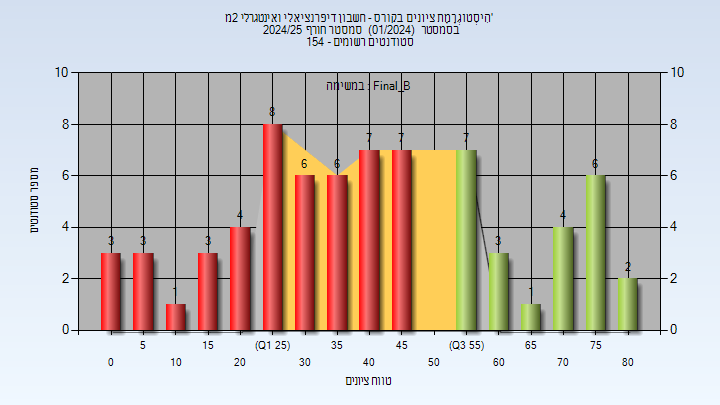 'הִיסְטוֹגְרָמַת ציונים בקורס - חשבון דיפרנציאלי ואינטגרלי 2מ
בסמסטר (01/2024) סמסטר חורף 2024/25
סטודנטים רשומים - 154
במשימה : Final_B
10 10
8 8
6 6
4 4
2 2
0 0
3 3 1 3 4 8 6 6 7 7 7 3 1 4 6 2
מספר סטודנטים
5 15 (Q1 25) 35 45 (Q3 55) 65 75
0 10 20 30 40 50 60 70 80
טווח ציונים